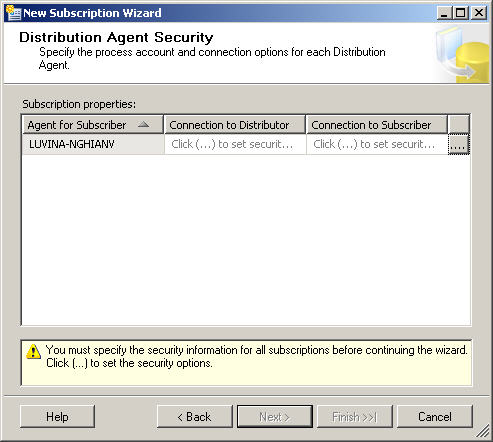 New Subscription Wizard
Distribution Agent Security
Specify the process account and connection options for each Distribution
Agent.
Subscription properties:
Agent for Subscriber Connection to Distributor Connection to Subscriber
LUVINA-NGHIANV Click (...) to set securit... Click (...) to set securit... ....
You must specify the security information for all subscriptions before continuing the wizard.
Click (...) to set the security options.
Help < Back Next > Finish >>| Cancel